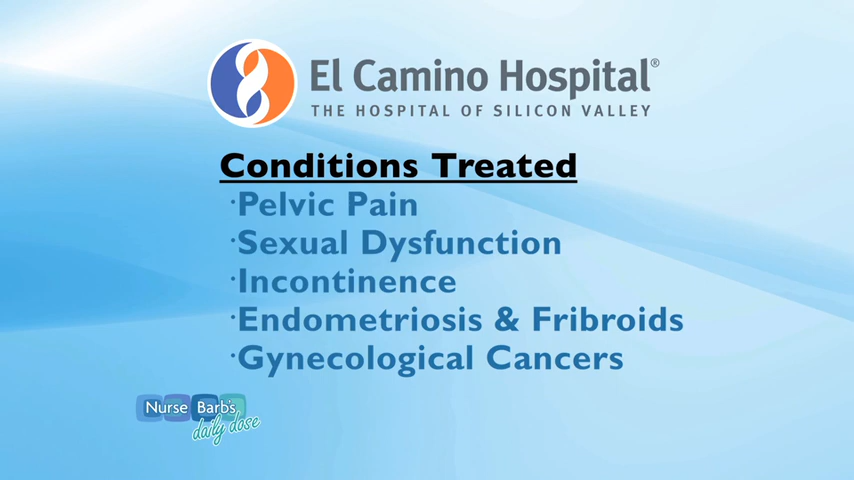 El Camino Hospital®
THE HOSPITAL OF SILICON VALLEY
Conditions Treated
·Pelvic Pain
·Sexual Dysfunction
·Incontinence
·Endometriosis & Fribroids
·Gynecological Cancers
Nurse Barb's
daily dose